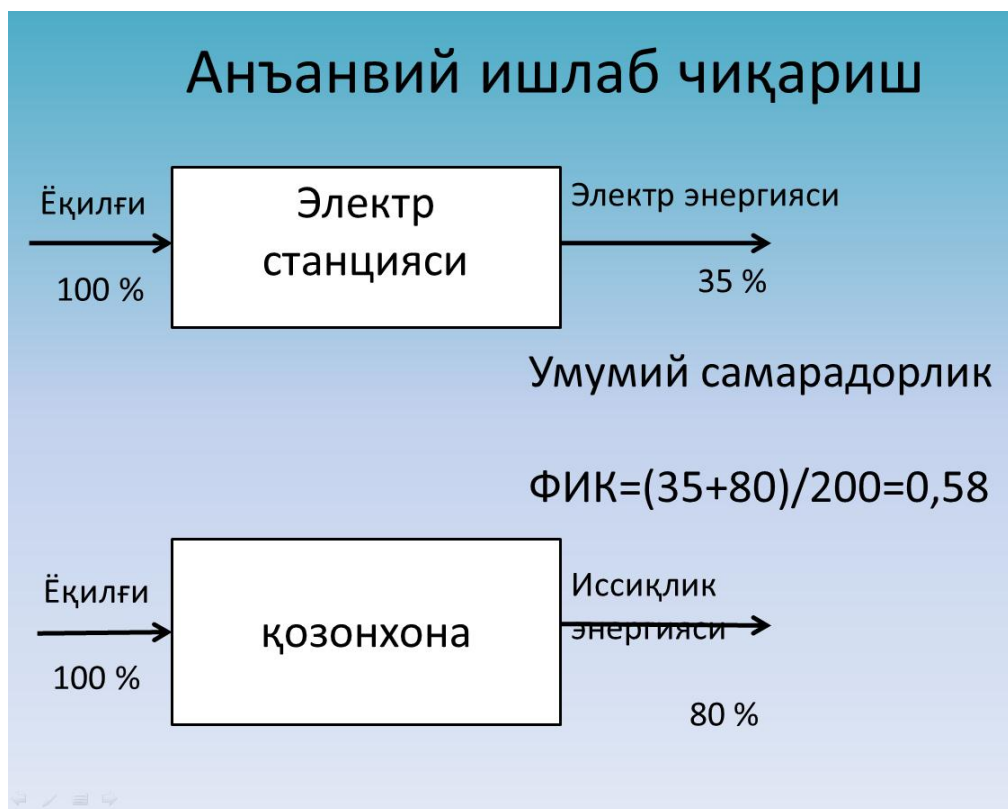 Анъанвий ишлаб чиқариш
Ёқилғи
100 %
Электр
станцияси
Электр энергияси
35 %
Умумий самарадорлик
ФИК=(35+80)/200=0,58
Ёқилғи
100 %
қозонхона
Иссиқлик
энергияси
80 %